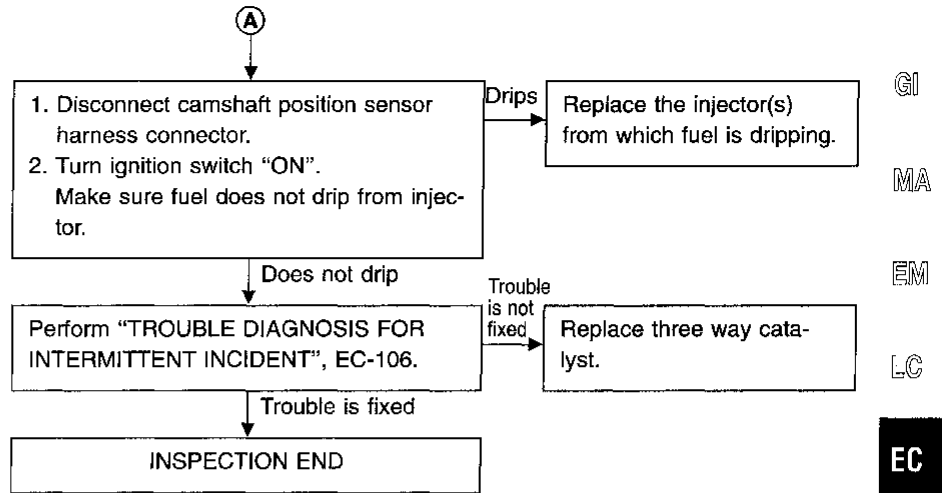 A
1. Disconnect camshaft position sensor
harness connector.
2. Turn ignition switch “ON”.
Make sure fuel does not drip from injec-
tor.
Drips
Replace the injector(s)
from which fuel is dripping.
Does not drip
Perform “TROUBLE DIAGNOSIS FOR
INTERMITTENT INCIDENT”, EC-106.
Trouble
is not
fixed
Replace three way cata-
lyst.
Trouble is fixed
INSPECTION END
GI
MA
EM
LC
EC